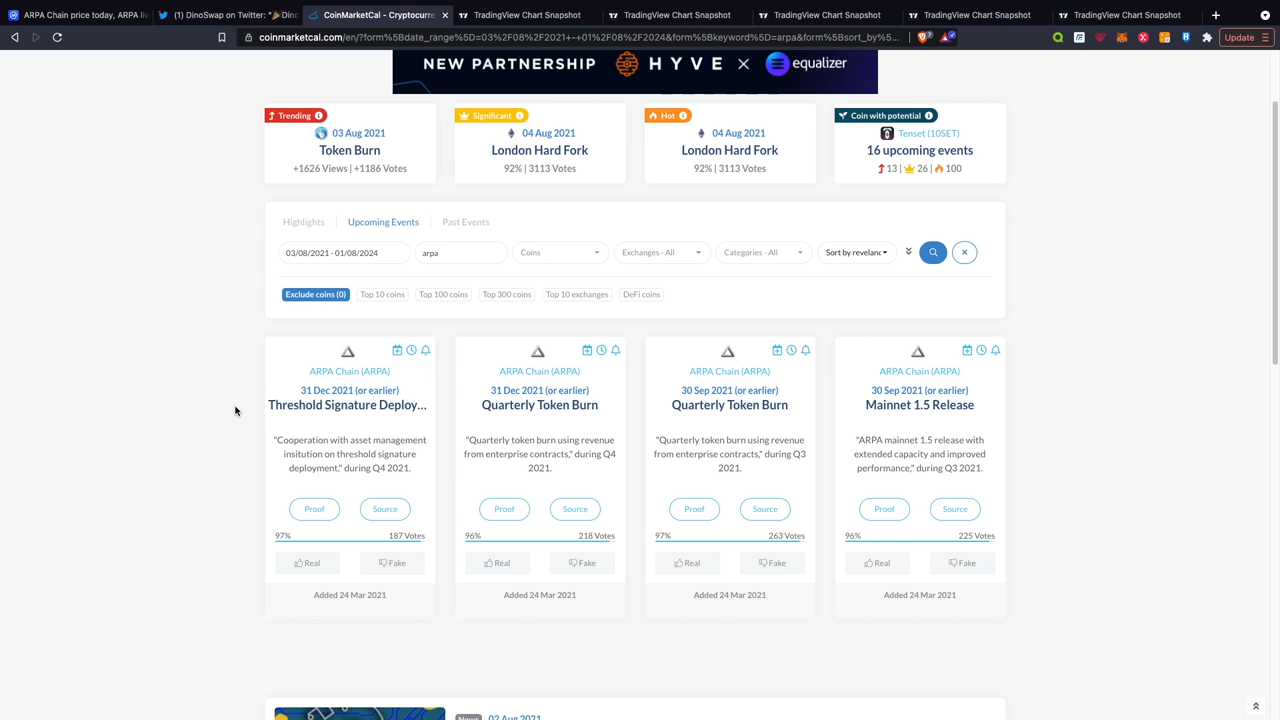 ARPA Chain price today, ARPA li
(1) DinoSwap on Twitter: "🎉Dino
CoinMarketCal - Cryptocurre
TradingView Chart Snapshot
TradingView Chart Snapshot
TradingView Chart Snapshot
TradingView Chart Snapshot
TradingView Chart Snapshot
coinmarketcal.com/en/?form%5Bdate_range%5D=03%2F08%2F2021+-+01%2F08%2F2024&form%5Bkeyword%5D=arpa&form%5Bsort_by%5...
7
Update
NEW PARTNERSHIP HYVE X equalizer
Trending
03 Aug 2021
Token Burn
+1626 Views | +1186 Votes
Significant
04 Aug 2021
London Hard Fork
92% | 3113 Votes
Hot
04 Aug 2021
London Hard Fork
92% | 3113 Votes
Coin with potential
Tenset (10SET)
16 upcoming events
13 | 26 | 100
Highlights Upcoming Events Past Events
03/08/2021 - 01/08/2024 arpa Coins Exchanges - All Categories - All Sort by revelanc
Exclude coins (0) Top 10 coins Top 100 coins Top 300 coins Top 10 exchanges DeFi coins
ARPA Chain (ARPA)
31 Dec 2021 (or earlier)
Threshold Signature Deploy...
"Cooperation with asset management
insitution on threshold signature
deployment," during Q4 2021.
Proof Source
97% 187 Votes
Real Fake
Added 24 Mar 2021
ARPA Chain (ARPA)
31 Dec 2021 (or earlier)
Quarterly Token Burn
"Quarterly token burn using revenue
from enterprise contracts," during Q4
2021.
Proof Source
96% 218 Votes
Real Fake
Added 24 Mar 2021
ARPA Chain (ARPA)
30 Sep 2021 (or earlier)
Quarterly Token Burn
"Quarterly token burn using revenue
from enterprise contracts," during Q3
2021.
Proof Source
97% 263 Votes
Real Fake
Added 24 Mar 2021
ARPA Chain (ARPA)
30 Sep 2021 (or earlier)
Mainnet 1.5 Release
"ARPA mainnet 1.5 release with
extended capacity and improved
performance," during Q3 2021.
Proof Source
96% 225 Votes
Real Fake
Added 24 Mar 2021
News 02 Aug 2021